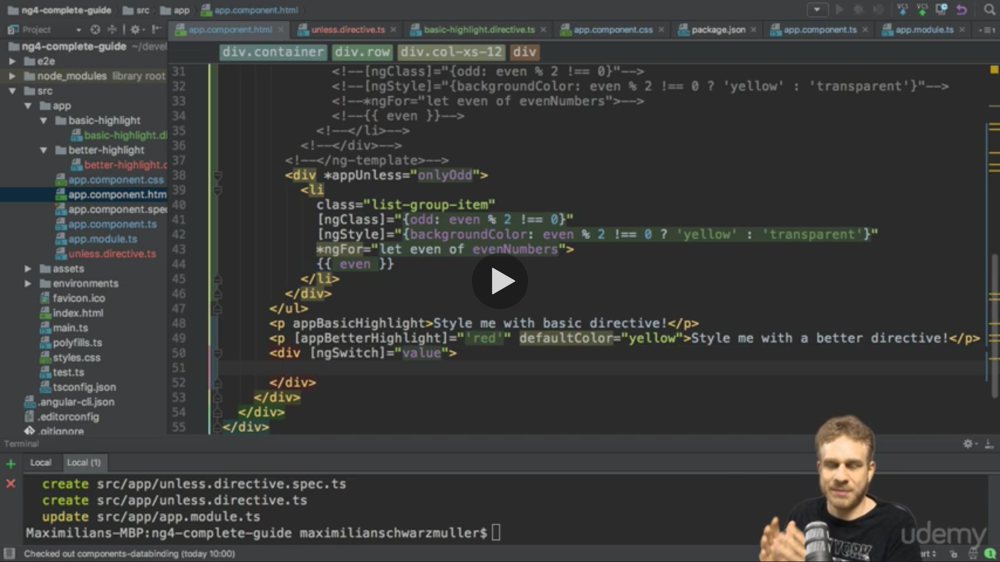 ng4-complete-guide src app app.component.html
VCS VCS
Project
app.component.html unless.directive.ts basic-highlight.directive.ts app.component.css package.json app.component.ts app.module.ts
ng4-complete-guide ~/devel
e2e
node_modules library root
src
app
basic-highlight
basic-highlight.di
better-highlight
better-highlight.c
app.component.css
app.component.htm
app.component.spec
app.component.ts
app.module.ts
unless.directive.ts
assets
environments
favicon.ico
index.html
main.ts
polyfills.ts
styles.css
test.ts
tsconfig.json
.angular-cli.json
.editorconfig
.gitignore
div.container div.row div.col-xs-12 div
31 <!--[ngClass]="{odd: even % 2 !== 0}"-->
32 <!--[ngStyle]="{backgroundColor: even % 2 !== 0 ? 'yellow' : 'transparent'}"-->
33 <!--*ngFor="let even of evenNumbers">-->
34 <!--{{ even }}-->
35 <!--</li>-->
36 <!--</div>-->
37 <!--</ng-template>-->
38 <div *appUnless="onlyOdd">
39 <li
40 class="list-group-item"
41 [ngClass]="{odd: even % 2 !== 0}"
42 [ngStyle]="{backgroundColor: even % 2 !== 0 ? 'yellow' : 'transparent'}"
43 *ngFor="let even of evenNumbers">
44 {{ even }}
45 </li>
46 </div>
47 </ul>
48 <p appBasicHighlight>Style me with basic directive!</p>
49 <p [appBetterHighlight]="'red'" defaultColor="yellow">Style me with a better directive!</p>
50 <div [ngSwitch]="value">
51
52 </div>
53 </div>
54 </div>
55 </div>
Terminal
Local Local (1)
create src/app/unless.directive.spec.ts
create src/app/unless.directive.ts
update src/app/app.module.ts
Maximilians-MBP:ng4-complete-guide maximilianschwarzmuller$
Checked out components-databinding (today 10:00)
YORK
udemy